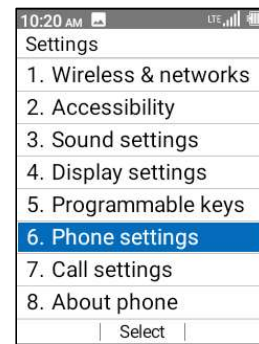 10:20 AM LTE
Settings
1. Wireless & networks
2. Accessibility
3. Sound settings
4. Display settings
5. Programmable keys
6. Phone settings
7. Call settings
8. About phone
Select